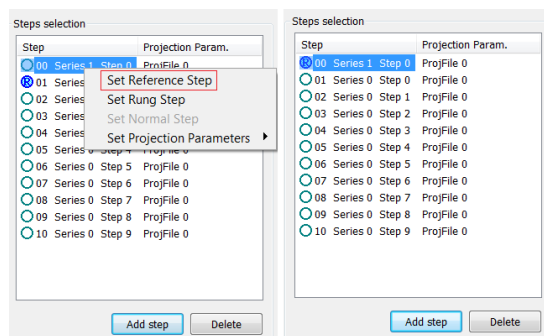 Steps selection
Step Projection Param.
00 Series 1 Step 0 ProjFile 0
R 01 Series
02 Series
03 Series
04 Series
05 Series 0 Step 4 ProjFile 0
06 Series 0 Step 5 ProjFile 0
07 Series 0 Step 6 ProjFile 0
08 Series 0 Step 7 ProjFile 0
09 Series 0 Step 8 ProjFile 0
10 Series 0 Step 9 ProjFile 0
Set Reference Step
Set Rung Step
Set Normal Step
Set Projection Parameters
Add step Delete
Steps selection
Step Projection Param.
R 00 Series 1 Step 0 ProjFile 0
01 Series 0 Step 0 ProjFile 0
02 Series 0 Step 1 ProjFile 0
03 Series 0 Step 2 ProjFile 0
04 Series 0 Step 3 ProjFile 0
05 Series 0 Step 4 ProjFile 0
06 Series 0 Step 5 ProjFile 0
07 Series 0 Step 6 ProjFile 0
08 Series 0 Step 7 ProjFile 0
09 Series 0 Step 8 ProjFile 0
10 Series 0 Step 9 ProjFile 0
Add step Delete